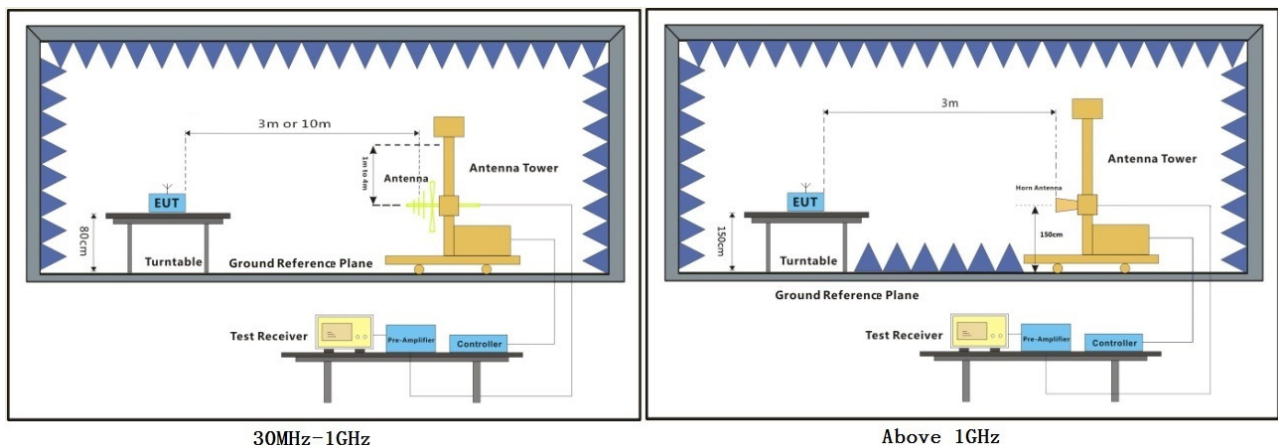 3m or 10m
1m to 4m
Antenna
Antenna Tower
EUT
80cm
Turntable
Ground Reference Plane
Test Receiver
Pre-Amplifier
Controller
30MHz-1GHz
3m
Antenna Tower
Horn Antenna
EUT
150cm
150cm
Turntable
Ground Reference Plane
Test Receiver
Pre-Amplifier
Controller
Above 1GHz